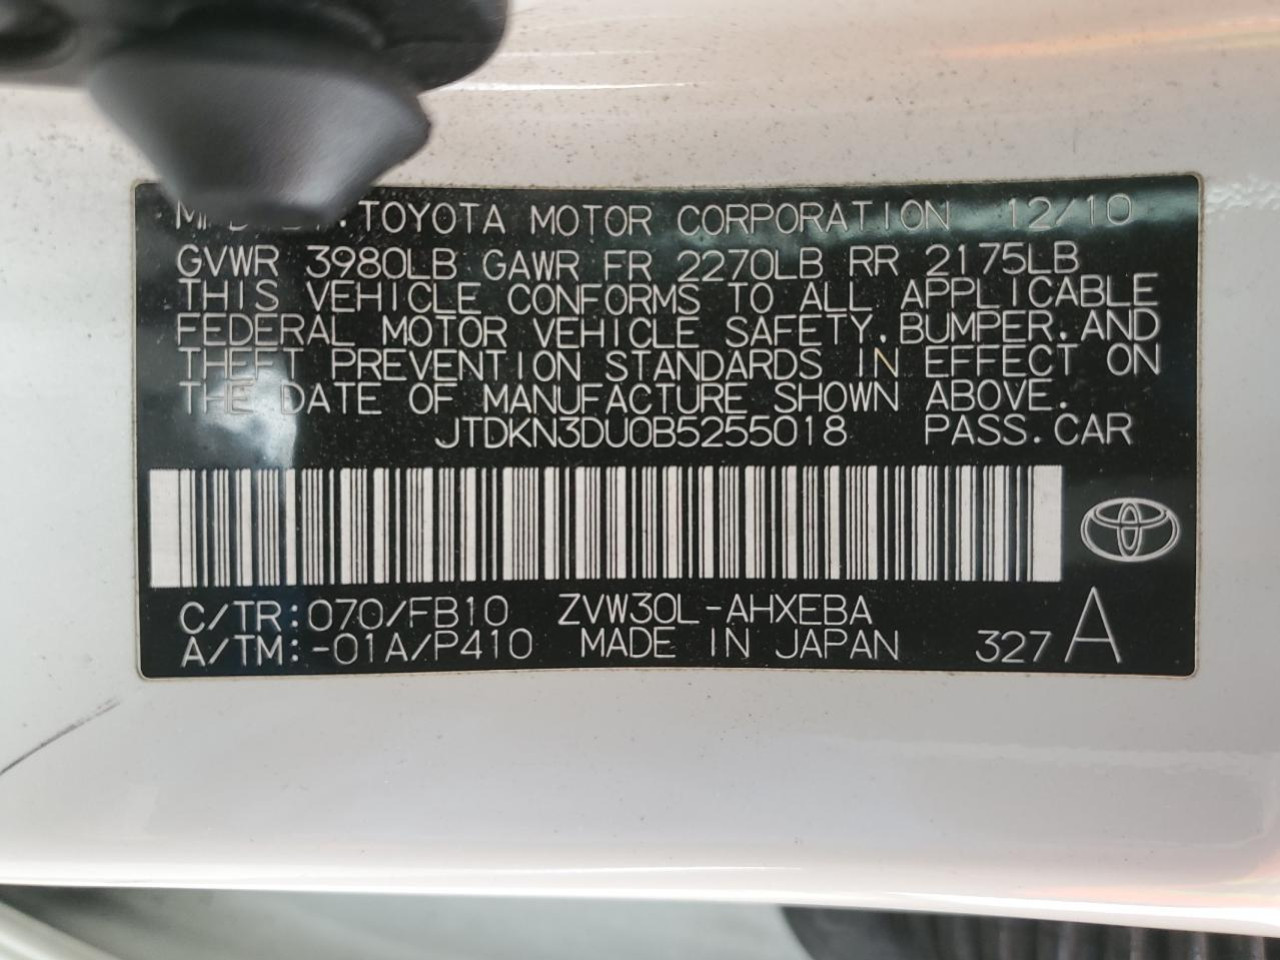 TOYOTA MOTOR CORPORATION 12/10
GVWR 3980LB GAWR FR 2270LB RR 2175LB
THIS VEHICLE CONFORMS TO ALL APPLICABLE
FEDERAL MOTOR VEHICLE SAFETY, BUMPER, AND
THEFT PREVENTION STANDARDS IN EFFECT ON
THE DATE OF MANUFACTURE SHOWN ABOVE.
JTDKN3DU0B5255018 PASS. CAR
C/TR:070/FB10 ZVW30L-AHXEBA
A/TM:-01A/P410 MADE IN JAPAN 327 A